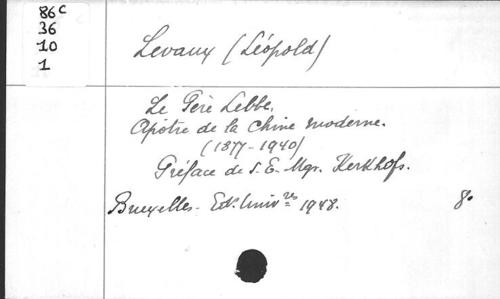 86C
36
10
1
Levaux (Léopold)
Le Père Lebbe.
Apôtre de la Chine moderne.
(1877-1940)
Préface de S. E. Mgr. Kerkhofs.
Bruxelles - Ed. Univ.res 1948. 8.